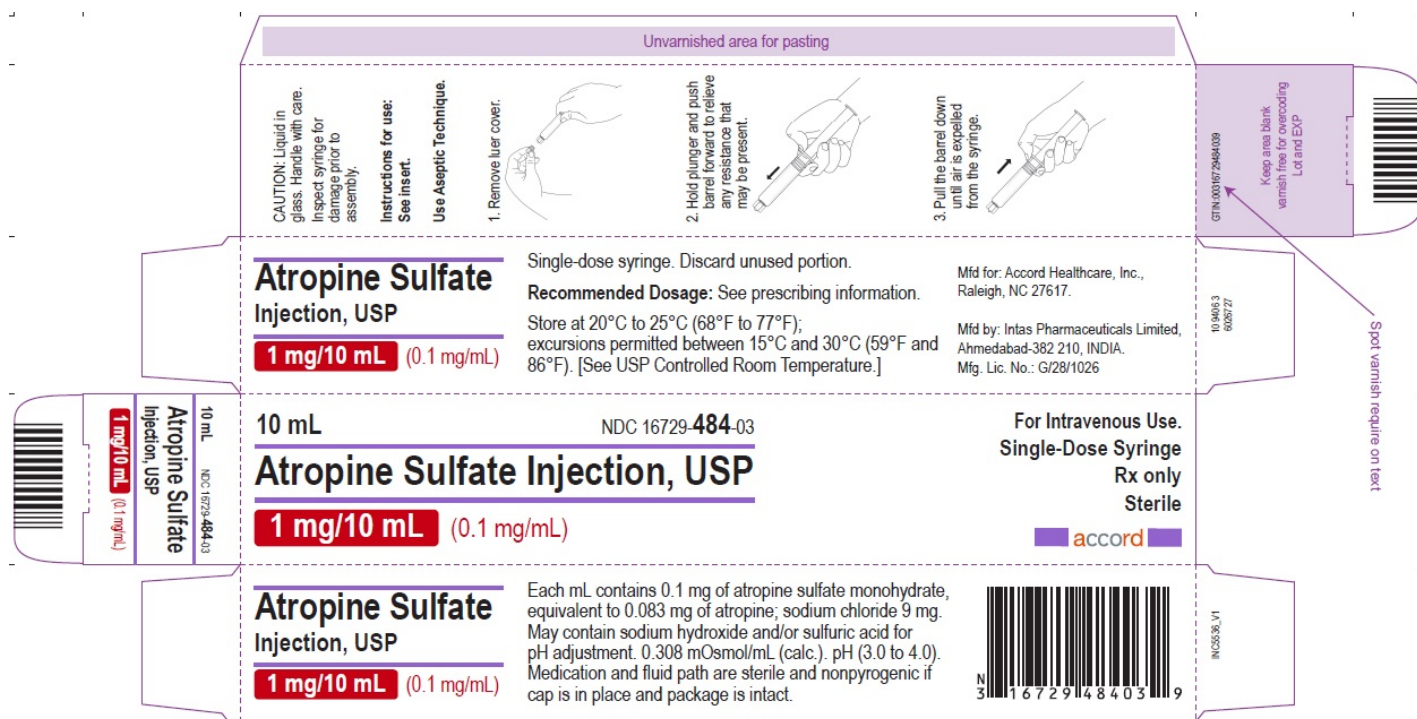 Unvarnished area for pasting
CAUTION: Liquid in
glass. Handle with care.
Inspect syringe for
damage prior to
assembly.
Instructions for use:
See insert.
Use Aseptic Technique.
1. Remove luer cover.
2. Hold plunger and push
barrel forward to relieve
any resistance that
may be present.
3. Pull the barrel down
until air is expelled
from the syringe.
GTIN:00316729484039
Keep area blank
varnish free for overcoding
Lot and EXP
Spot varnish require on text
Atropine Sulfate
Injection, USP
1 mg/10 mL (0.1 mg/mL)
Single-dose syringe. Discard unused portion.
Recommended Dosage: See prescribing information.
Store at 20°C to 25°C (68°F to 77°F);
excursions permitted between 15°C and 30°C (59°F and
86°F). [See USP Controlled Room Temperature.]
Mfd for: Accord Healthcare, Inc.,
Raleigh, NC 27617.
Mfd by: Intas Pharmaceuticals Limited,
Ahmedabad-382 210, INDIA.
Mfg. Lic. No.: G/28/1026
10 9406 3
6026727
10 mL NDC 16729-484-03
Atropine Sulfate
Injection, USP
1 mg/10 mL (0.1 mg/mL)
10 mL NDC 16729-484-03
Atropine Sulfate Injection, USP
1 mg/10 mL (0.1 mg/mL)
For Intravenous Use.
Single-Dose Syringe
Rx only
Sterile
accord
Atropine Sulfate
Injection, USP
1 mg/10 mL (0.1 mg/mL)
Each mL contains 0.1 mg of atropine sulfate monohydrate,
equivalent to 0.083 mg of atropine; sodium chloride 9 mg.
May contain sodium hydroxide and/or sulfuric acid for
pH adjustment. 0.308 mOsmol/mL (calc.). pH (3.0 to 4.0).
Medication and fluid path are sterile and nonpyrogenic if
cap is in place and package is intact.
N
3 16729 48403 9
INC5536_V1